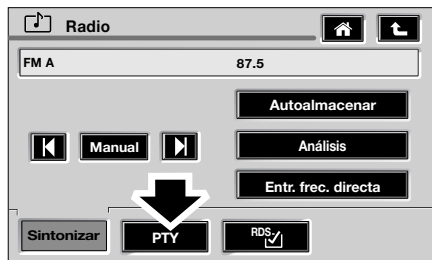 Radio
FM A 87.5
Autoalmacenar
Manual
Análisis
Entr. frec. directa
Sintonizar
PTY
RDS